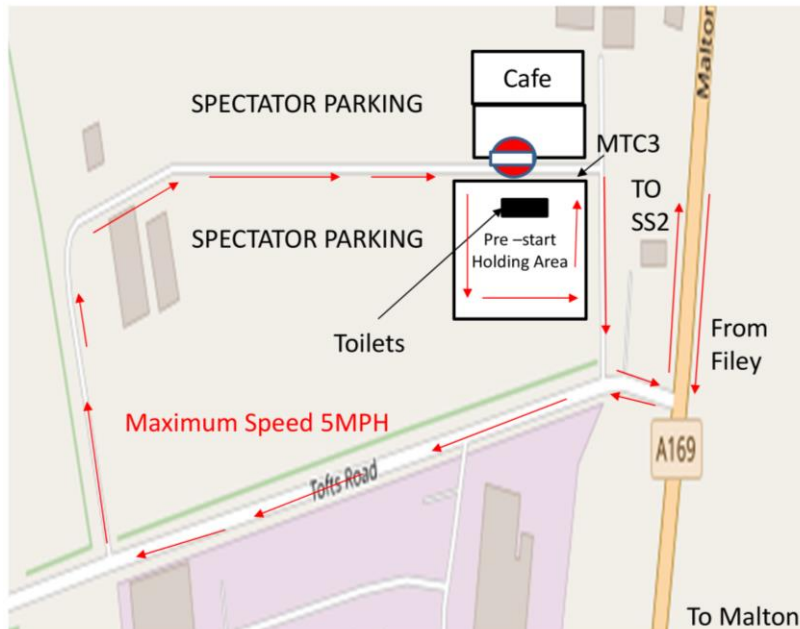 Malton
Cafe
SPECTATOR PARKING
MTC3
TO
SS2
SPECTATOR PARKING
Pre –start
Holding Area
Toilets
From
Filey
Maximum Speed 5MPH
A169
Tofts Road
To Malton